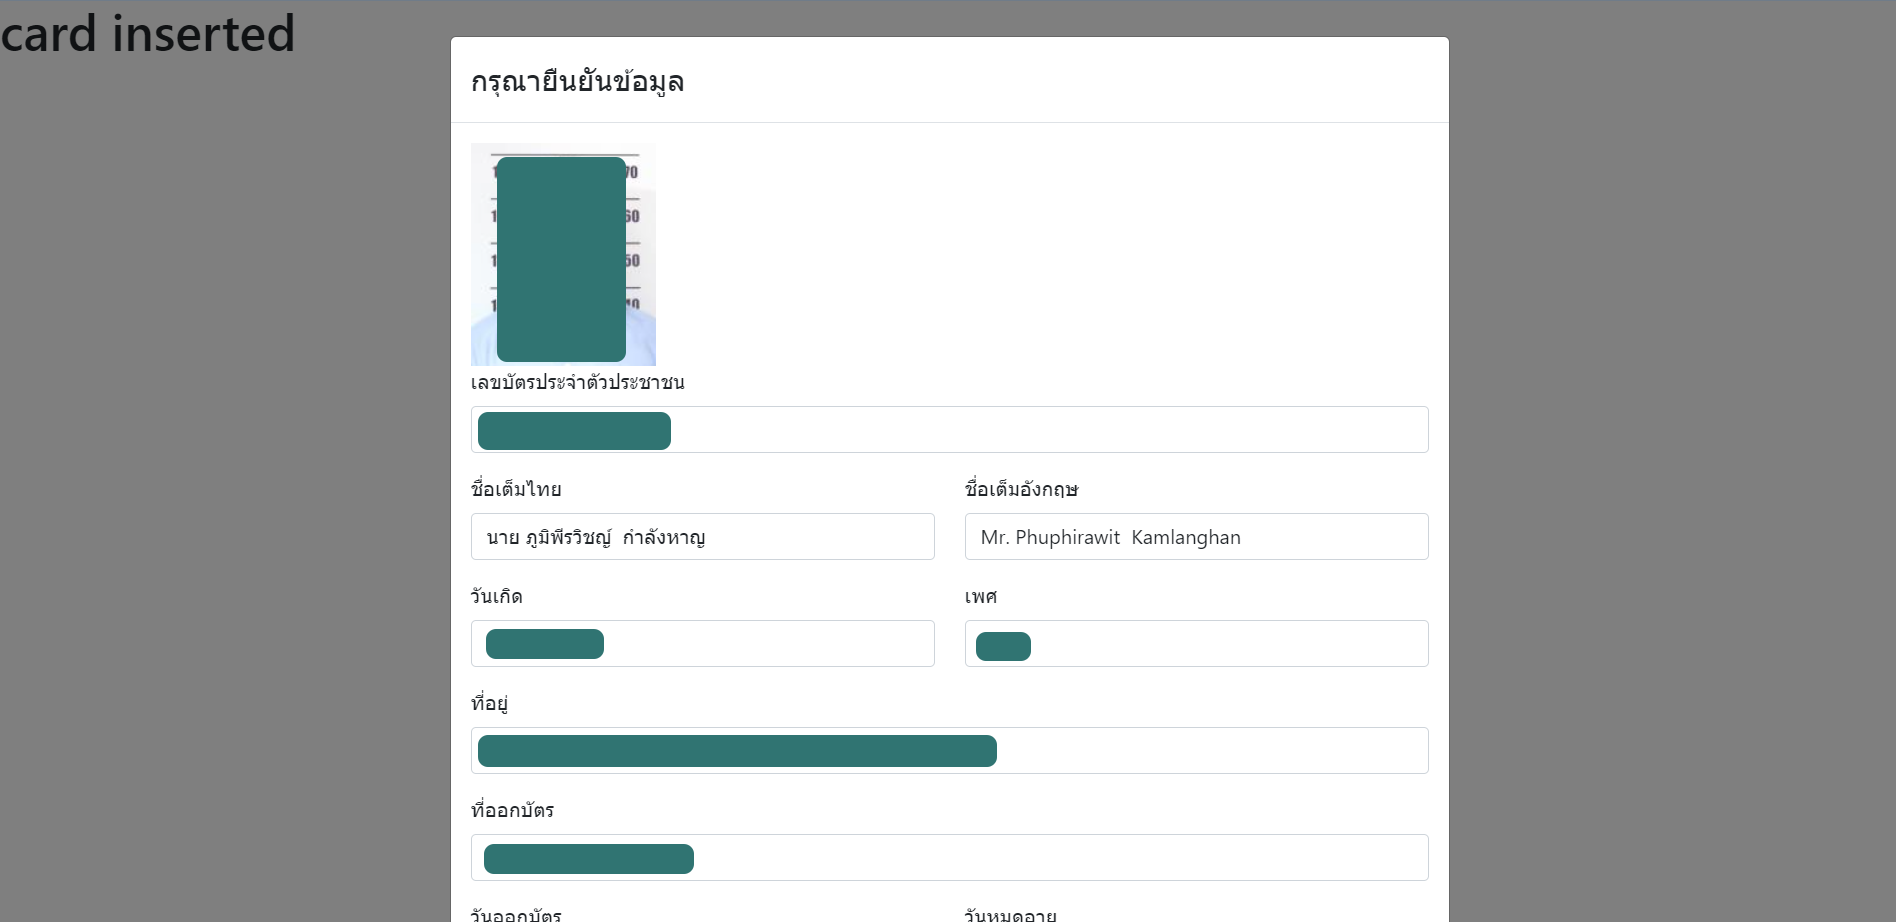 card inserted
กรุณายืนยันข้อมูล
70
60
50
เลขบัตรประจำตัวประชาชน
ชื่อเต็มไทย ชื่อเต็มอังกฤษ
นาย ภูมิพีรวิชญ์ กำลังหาญ Mr. Phuphirawit Kamlanghan
วันเกิด เพศ
ที่อยู่
ที่ออกบัตร
วันออกบัตร วันหมดอายุ